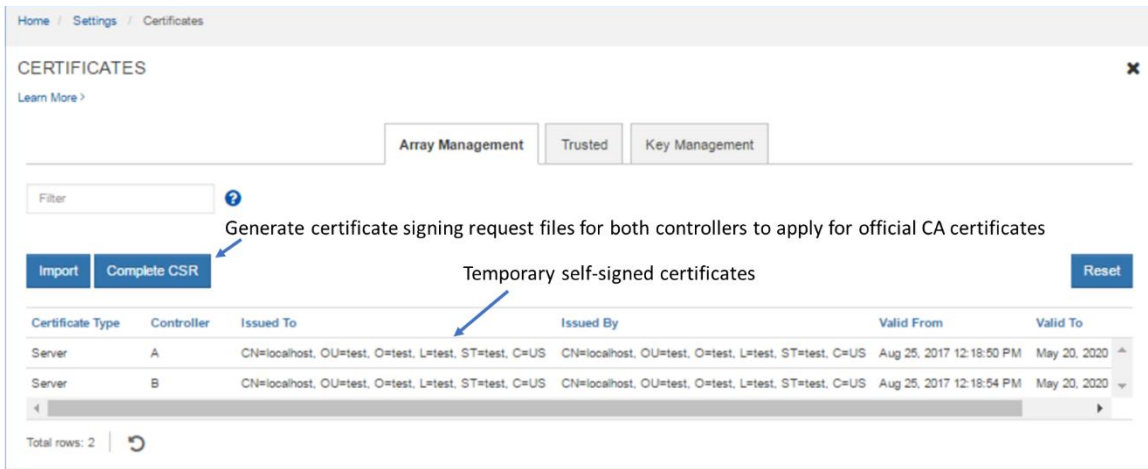 Home / Settings / Certificates
CERTIFICATES
Learn More >
Array Management Trusted Key Management
Filter
Generate certificate signing request files for both controllers to apply for official CA certificates
Import Complete CSR Temporary self-signed certificates Reset
Certificate Type Controller Issued To Issued By Valid From Valid To
Server A CN=localhost, OU=test, O=test, L=test, ST=test, C=US CN=localhost, OU=test, O=test, L=test, ST=test, C=US Aug 25, 2017 12:18:50 PM May 20, 2020
Server B CN=localhost, OU=test, O=test, L=test, ST=test, C=US CN=localhost, OU=test, O=test, L=test, ST=test, C=US Aug 25, 2017 12:18:54 PM May 20, 2020
Total rows: 2